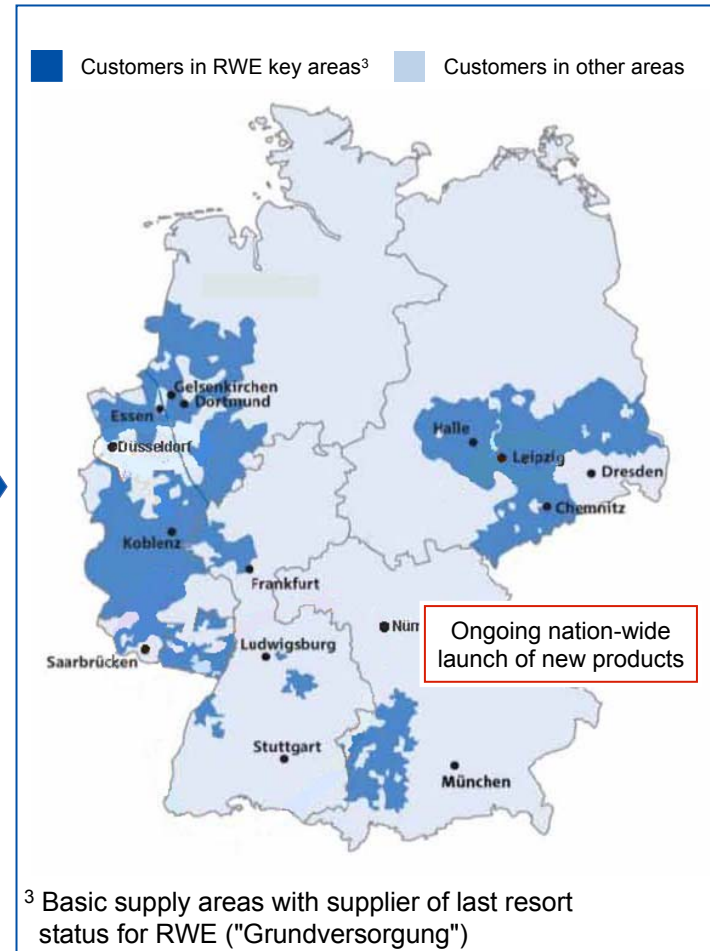 Customers in RWE key areas³ Customers in other areas
Gelsenkirchen
Dortmund
Essen
Düsseldorf
Halle
Leipzig
Dresden
Chemnitz
Koblenz
Frankfurt
Nürn
Ongoing nation-wide
launch of new products
Ludwigsburg
Saarbrücken
Stuttgart
München
³ Basic supply areas with supplier of last resort
status for RWE ("Grundversorgung")